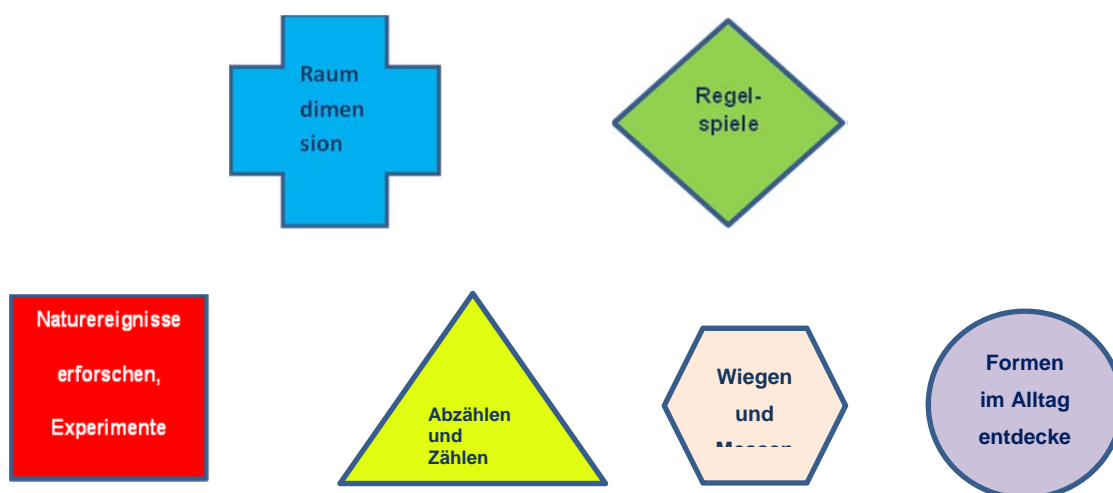 Raum
dimen
sion
Regel-
spiele
Naturereignisse
erforschen,
Experimente
Abzählen
und
Zählen
Wiegen
und
Formen
im Alltag
entdecke